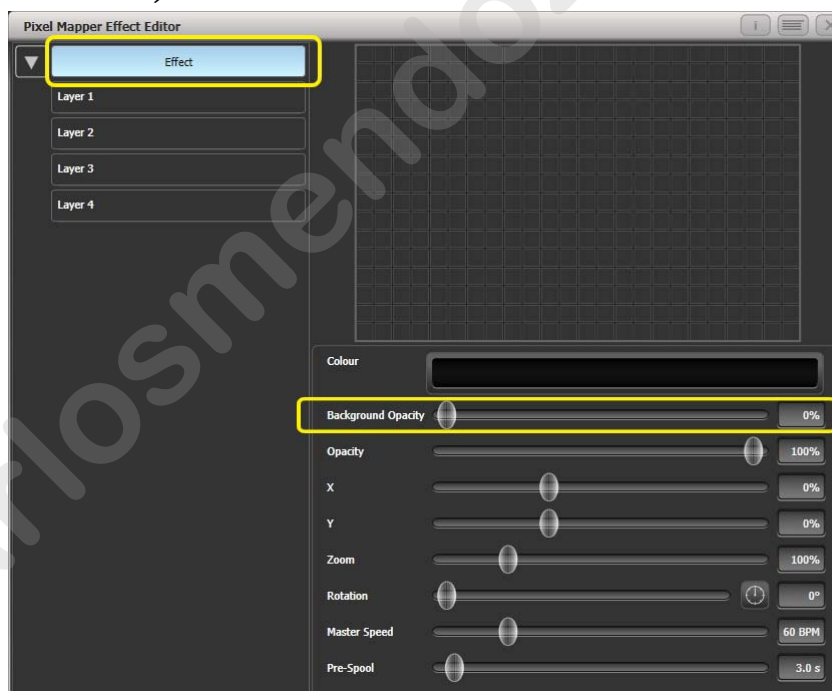 Pixel Mapper Effect Editor
Effect
Layer 1
Layer 2
Layer 3
Layer 4
Colour
Background Opacity 0%
Opacity 100%
X 0%
Y 0%
Zoom 100%
Rotation 0°
Master Speed 60 BPM
Pre-Spool 3.0 s
rlosmendo